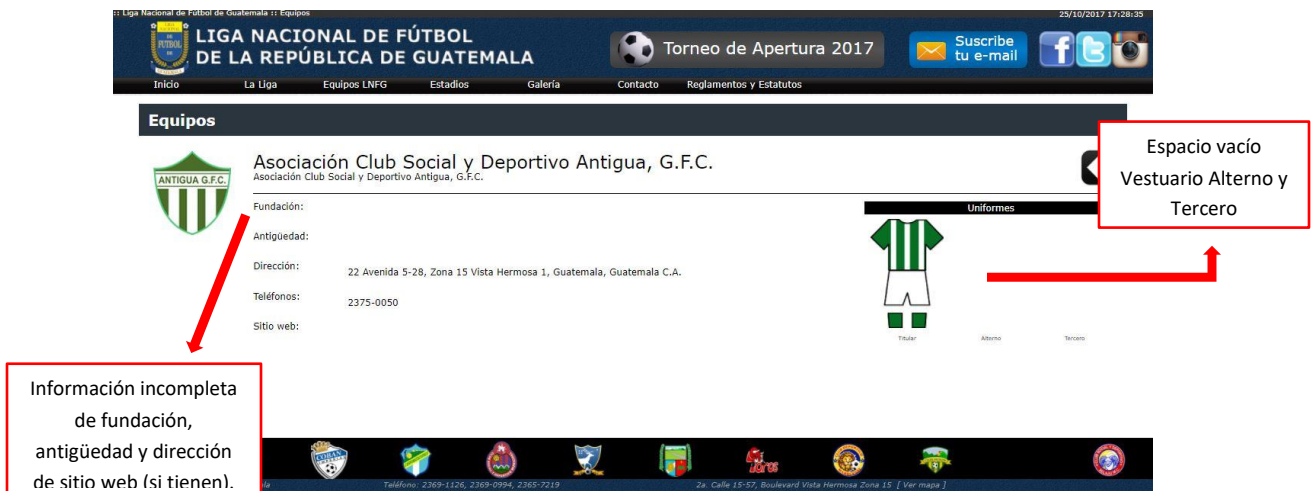 :: Liga Nacional de Futbol de Guatemala :: Equipos
25/10/2017 17:28:35
LIGA NACIONAL DE FÚTBOL
DE LA REPÚBLICA DE GUATEMALA
Torneo de Apertura 2017
Suscribe
tu e-mail
Inicio La Liga Equipos LNFG Estadios Galería Contacto Reglamentos y Estatutos
Equipos
ANTIGUA G.F.C.
Asociación Club Social y Deportivo Antigua, G.F.C.
Asociación Club Social y Deportivo Antigua, G.F.C.
Fundación:
Antigüedad:
Dirección: 22 Avenida 5-28, Zona 15 Vista Hermosa 1, Guatemala, Guatemala C.A.
Teléfonos: 2375-0050
Sitio web:
Uniformes
Titular Alterno Tercero
Espacio vacío
Vestuario Alterno y
Tercero
Información incompleta
de fundación,
antigüedad y dirección
de sitio web (si tienen).
COBAN
Teléfono: 2369-1126, 2369-0994, 2365-7219
2a. Calle 15-57, Boulevard Vista Hermosa Zona 15 [ Ver mapa ]